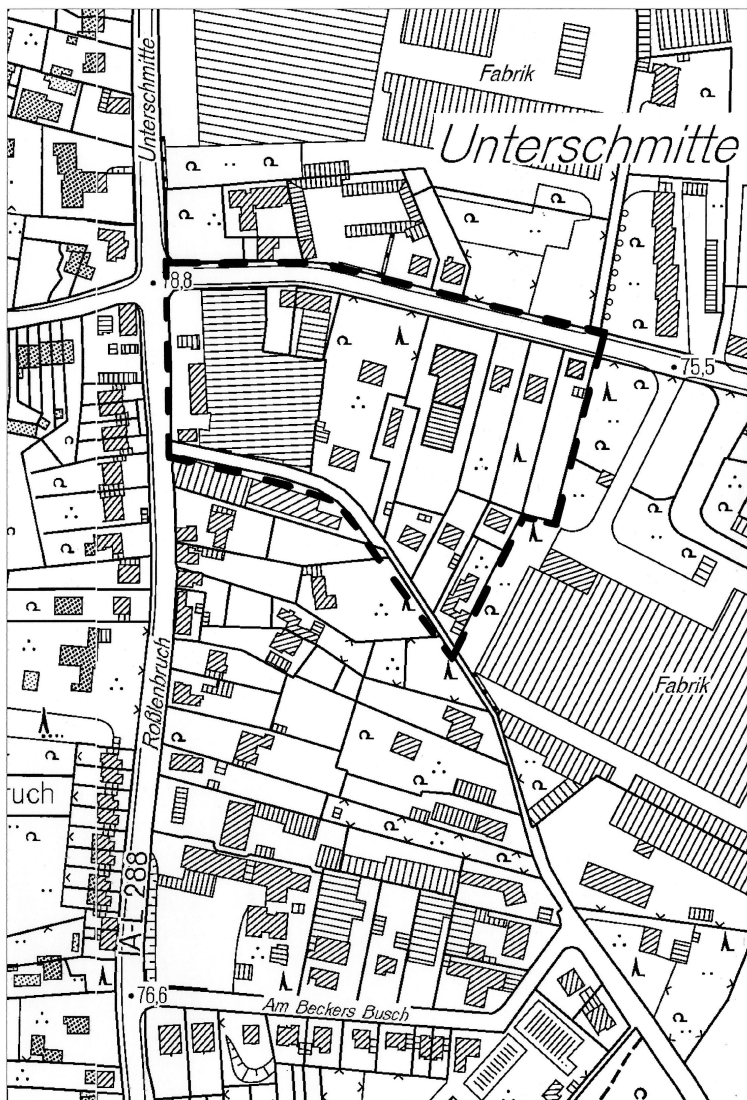 Fabrik
Unterschmitte
Unterschmitte
78,8
75,5
Roßlenbruch
Fabrik
ruch
L 288
76,6
Am Beckers Busch